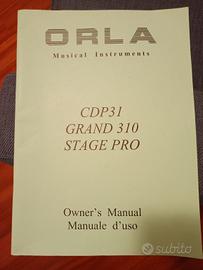 ORLA
Musical Instruments
CDP31
GRAND 310
STAGE PRO
Owner's Manual
Manuale d'uso
subito